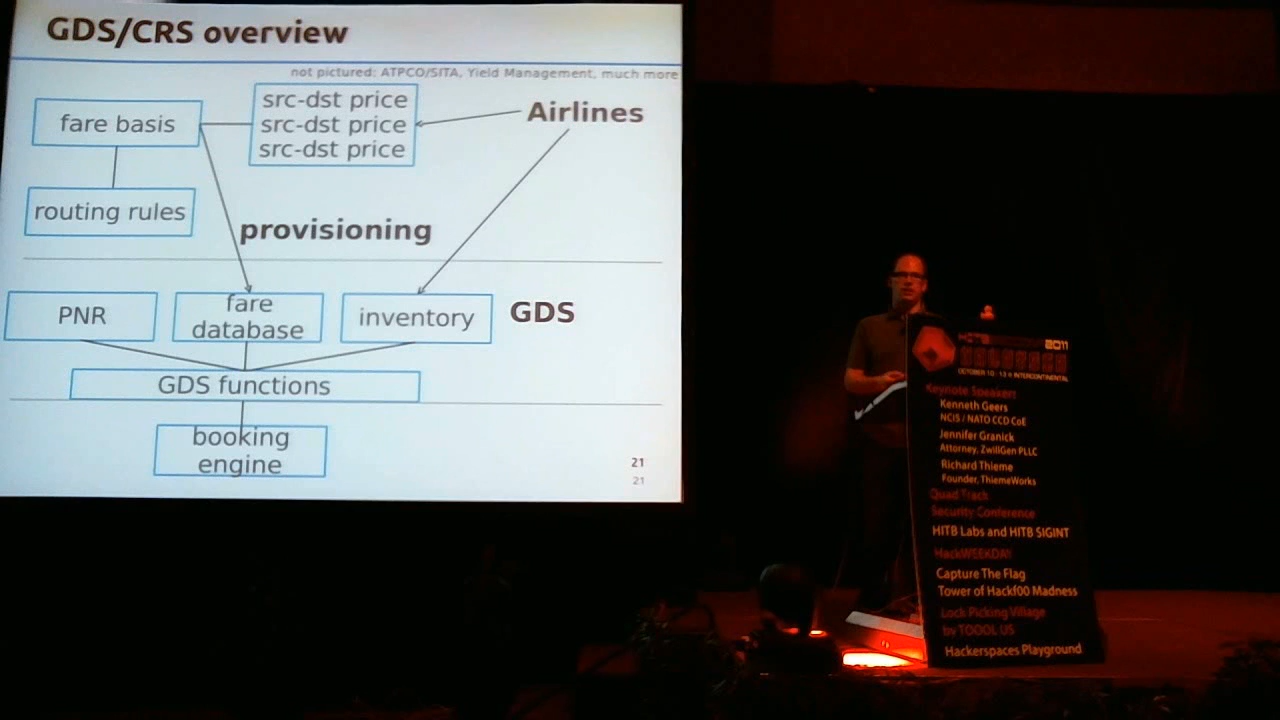 GDS/CRS overview
not pictured: ATPCO/SITA, Yield Management, much more
fare basis
src-dst price
src-dst price
src-dst price
Airlines
routing rules
provisioning
PNR
fare
database
inventory
GDS
GDS functions
booking
engine
21
21
2011
OCTOBER 10 - 13 @ INTERCONTINENTAL
Keynote Speakers
Kenneth Geers
NCIS / NATO CCD CoE
Jennifer Granick
Attorney, ZwillGen PLLC
Richard Thieme
Founder, ThiemeWorks
Quad Track
Security Conference
HITB Labs and HITB SIGINT
HackWEEKDAY
Capture The Flag
Tower of Hackf00 Madness
Lock Picking Village
by TOOOL US
Hackerspaces Playground